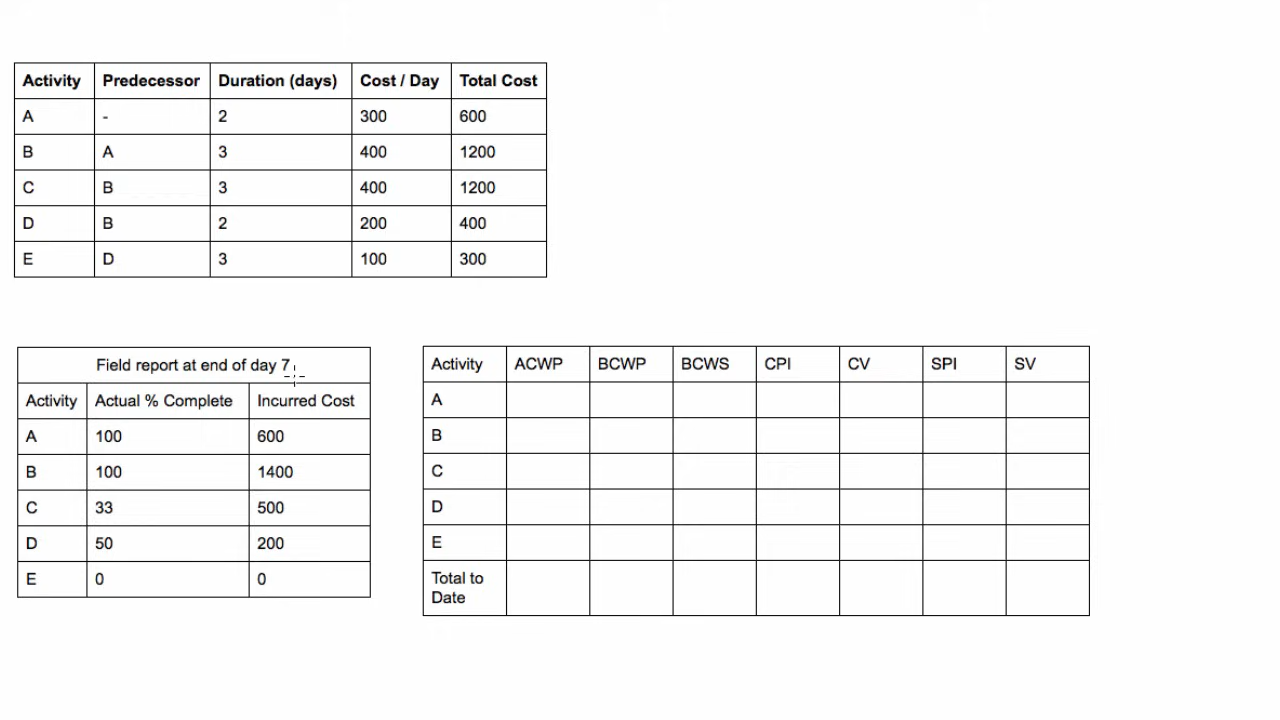 Activity Predecessor Duration (days) Cost / Day Total Cost
A - 2 300 600
B A 3 400 1200
C B 3 400 1200
D B 2 200 400
E D 3 100 300
Field report at end of day 7
Activity Actual % Complete Incurred Cost
A 100 600
B 100 1400
C 33 500
D 50 200
E 0 0
Activity ACWP BCWP BCWS CPI CV SPI SV
A
B
C
D
E
Total to
Date